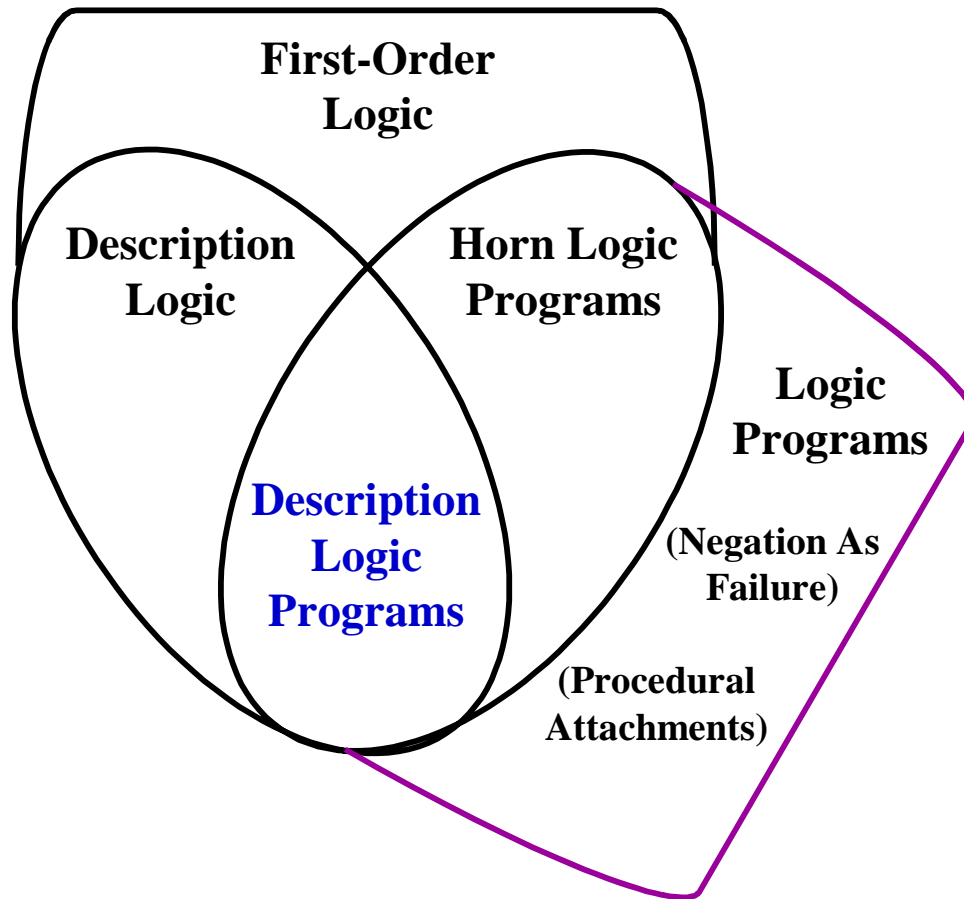 First-Order
Logic
Description
Logic
Horn Logic
Programs
Logic
Programs
Description
Logic
Programs
(Negation As
Failure)
(Procedural
Attachments)